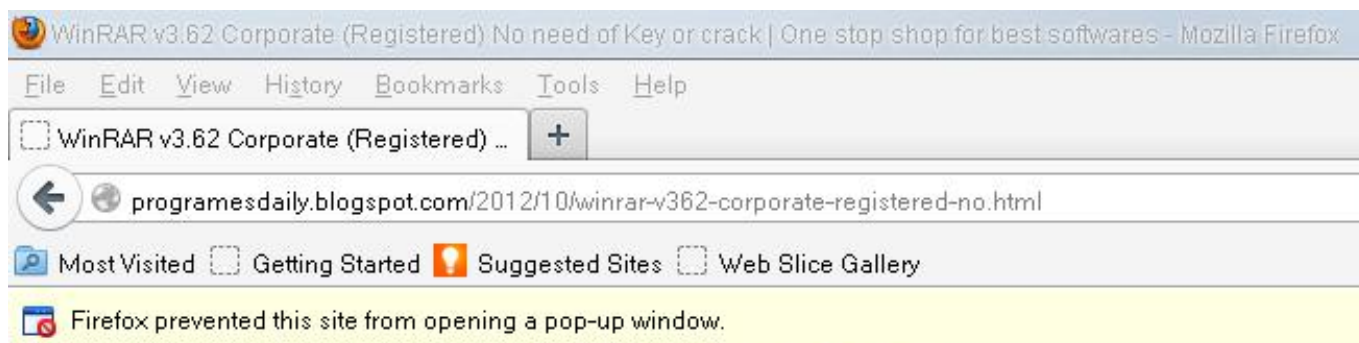 WinRAR v3.62 Corporate (Registered) No need of Key or crack | One stop shop for best softwares - Mozilla Firefox
File Edit View History Bookmarks Tools Help
WinRAR v3.62 Corporate (Registered) ... +
programesdaily.blogspot.com/2012/10/winrar-v362-corporate-registered-no.html
Most Visited Getting Started Suggested Sites Web Slice Gallery
Firefox prevented this site from opening a pop-up window.